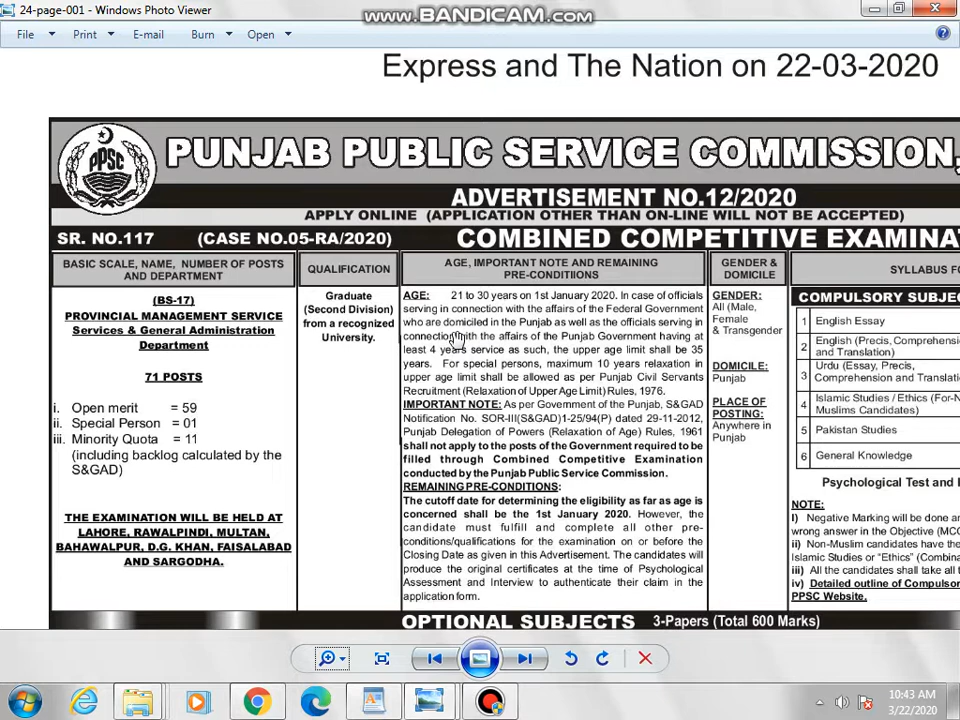 24-page-001 - Windows Photo Viewer
www.BANDICAM.com
File Print E-mail Burn Open
Express and The Nation on 22-03-2020
PPSC
PUNJAB PUBLIC SERVICE COMMISSION,
ADVERTISEMENT NO.12/2020
APPLY ONLINE (APPLICATION OTHER THAN ON-LINE WILL NOT BE ACCEPTED)
SR. NO.117 (CASE NO.05-RA/2020) COMBINED COMPETITIVE EXAMINA
BASIC SCALE, NAME, NUMBER OF POSTS
AND DEPARTMENT
(BS-17)
PROVINCIAL MANAGEMENT SERVICE
Services & General Administration
Department
71 POSTS
i. Open merit = 59
ii. Special Person = 01
iii. Minority Quota = 11
(including backlog calculated by the
S&GAD)
THE EXAMINATION WILL BE HELD AT
LAHORE, RAWALPINDI, MULTAN,
BAHAWALPUR, D.G. KHAN, FAISALABAD
AND SARGODHA.
QUALIFICATION
Graduate
(Second Division)
from a recognized
University.
AGE, IMPORTANT NOTE AND REMAINING
PRE-CONDITIIONS
AGE: 21 to 30 years on 1st January 2020. In case of officials
serving in connection with the affairs of the Federal Government
who are domiciled in the Punjab as well as the officials serving in
connection with the affairs of the Punjab Government having at
least 4 years service as such, the upper age limit shall be 35
years. For special persons, maximum 10 years relaxation in
upper age limit shall be allowed as per Punjab Civil Servants
Recruitment (Relaxation of Upper Age Limit) Rules, 1976.
IMPORTANT NOTE: As per Government of the Punjab, S&GAD
Notification No. SOR-II(S&GAD)1-25/94(P) dated 29-11-2012,
Punjab Delegation of Powers (Relaxation of Age) Rules, 1961
shall not apply to the posts of the Government required to be
filled through Combined Competitive Examination
conducted by the Punjab Public Service Commission.
REMAINING PRE-CONDITIONS:
The cutoff date for determining the eligibility as far as age is
concerned shall be the 1st January 2020. However, the
candidate must fulfill and complete all other pre-
conditions/qualifications for the examination on or before the
Closing Date as given in this Advertisement. The candidates will
produce the original certificates at the time of Psychological
Assessment and Interview to authenticate their claim in the
application form.
GENDER &
DOMICILE
GENDER:
All (Male,
Female
& Transgender
DOMICILE:
Punjab
PLACE OF
POSTING:
Anywhere in
Punjab
SYLLABUS FO
COMPULSORY SUBJEC
1 English Essay
2 English (Precis, Comprehensio
and Translation)
3 Urdu (Essay, Precis,
Comprehension and Translatio
4 Islamic Studies / Ethics (For-N
Muslims Candidates)
5 Pakistan Studies
6 General Knowledge
Psychological Test and I
NOTE:
I) Negative Marking will be done a
wrong answer in the Objective (MC
ii) Non-Muslim candidates have the
Islamic Studies or "Ethics" (Combin
iii) All the candidates shall take all t
iv) Detailed outline of Compulso
PPSC Website.
OPTIONAL SUBJECTS 3-Papers (Total 600 Marks)
10:43 AM
3/22/2020